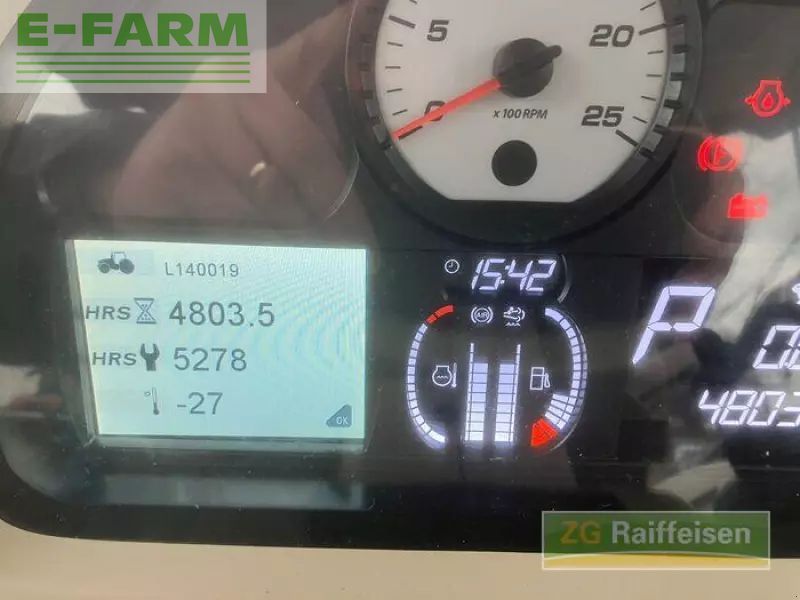 E-FARM
5
20
0
25
x 100 RPM
L140019
HRS 4803.5
HRS 5278
-27
OK
15:42
AIR
P
4803
ZG Raiffeisen